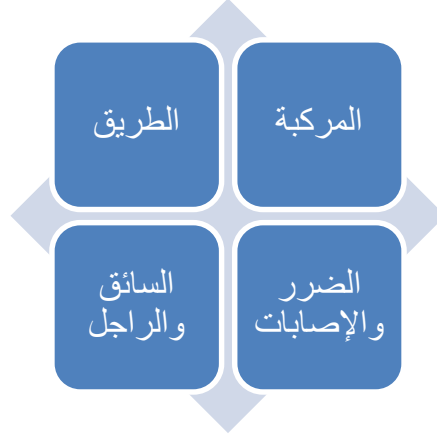 المركبة
الطريق
الضرر
والإصابات
السائق
والراجل